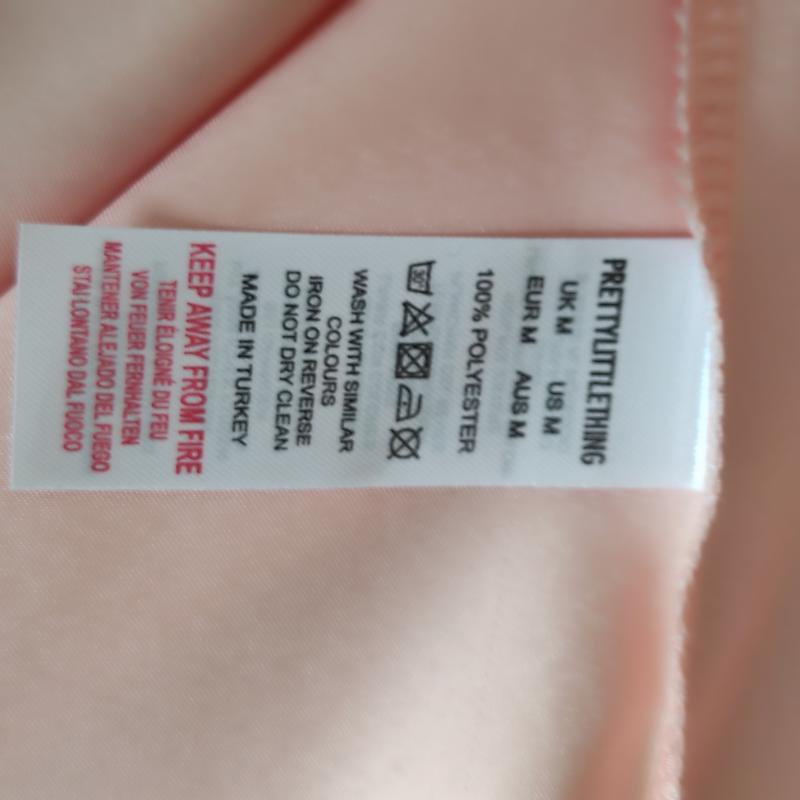 PRETTYLITTLETHING
UK M US M
EUR M AUS M
100% POLYESTER
30°
WASH WITH SIMILAR
COLOURS
IRON ON REVERSE
DO NOT DRY CLEAN
MADE IN TURKEY
KEEP AWAY FROM FIRE
TENIR ÉLOIGNÉ DU FEU
VON FEUER FERNHALTEN
MANTENER ALEJADO DEL FUEGO
STAI LONTANO DAL FUOCO